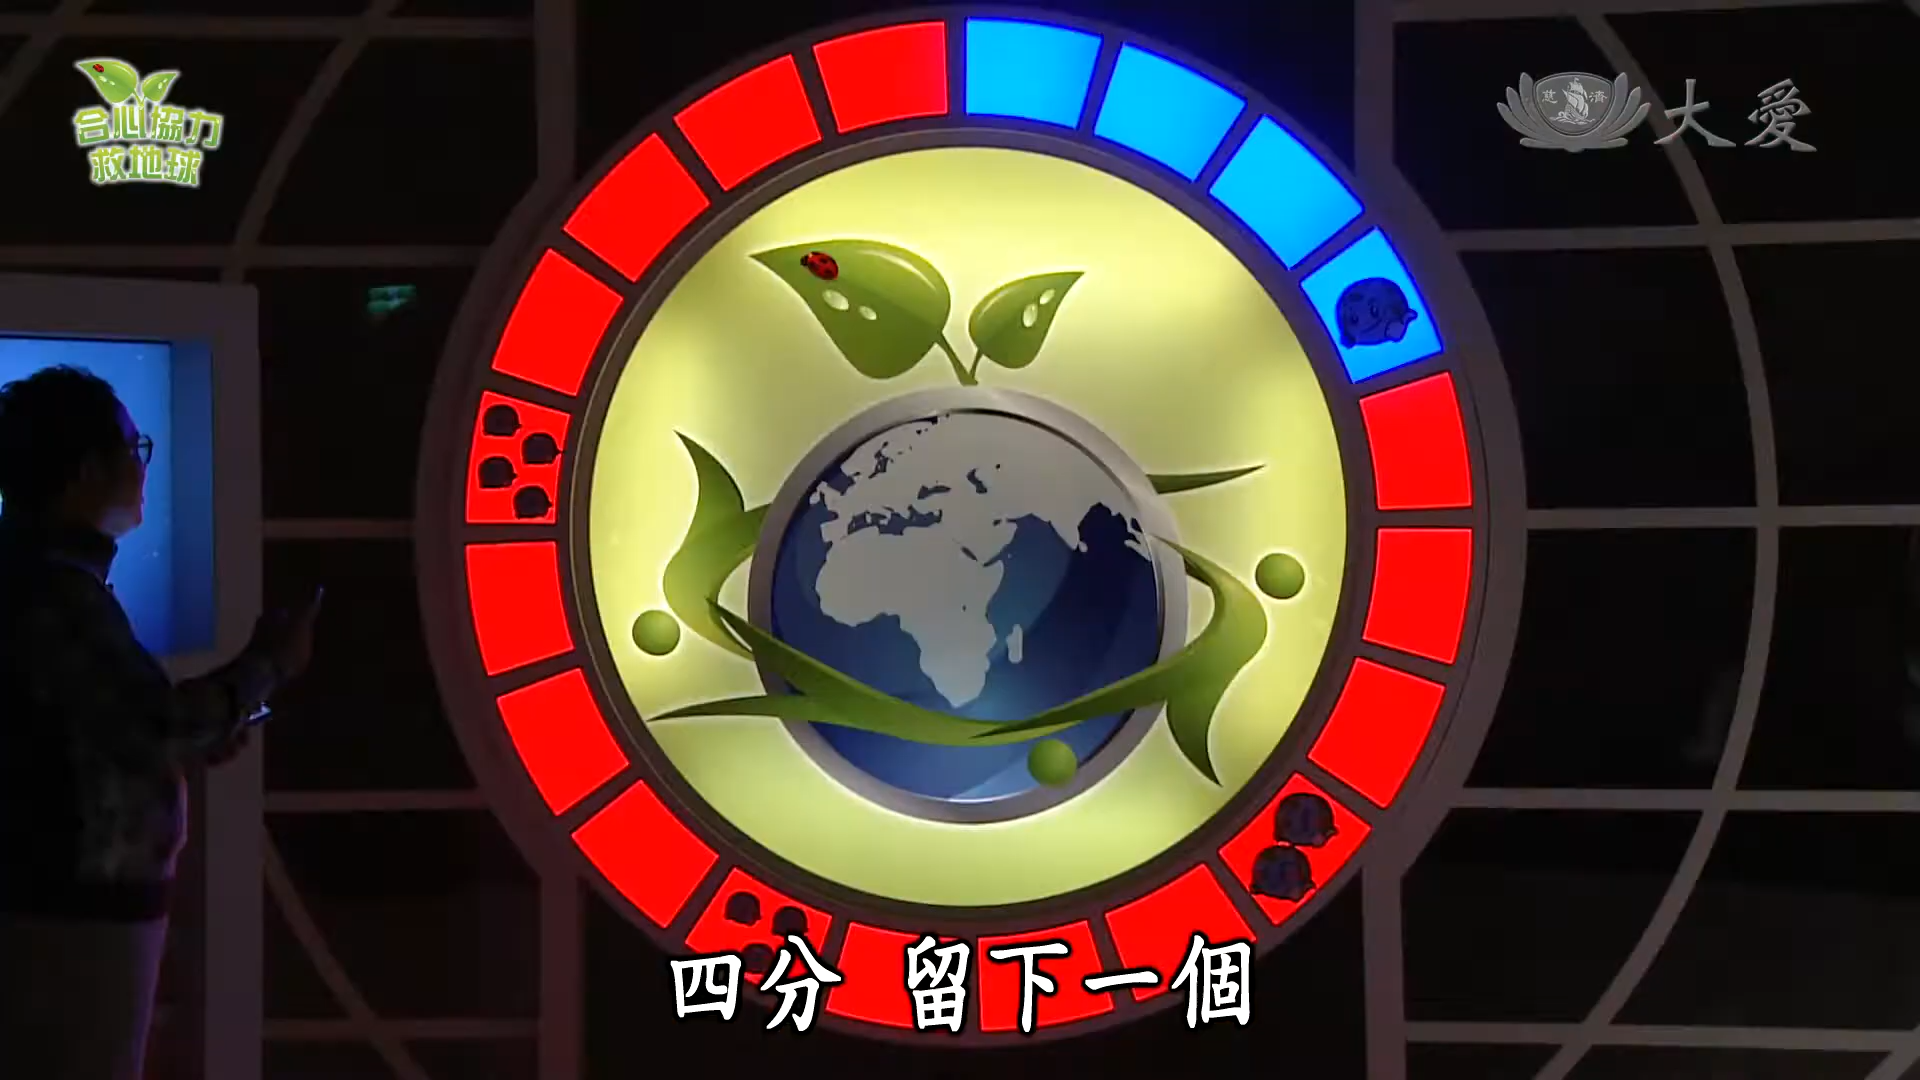 合心協力
救地球
慈濟
大愛
四分 留下一個